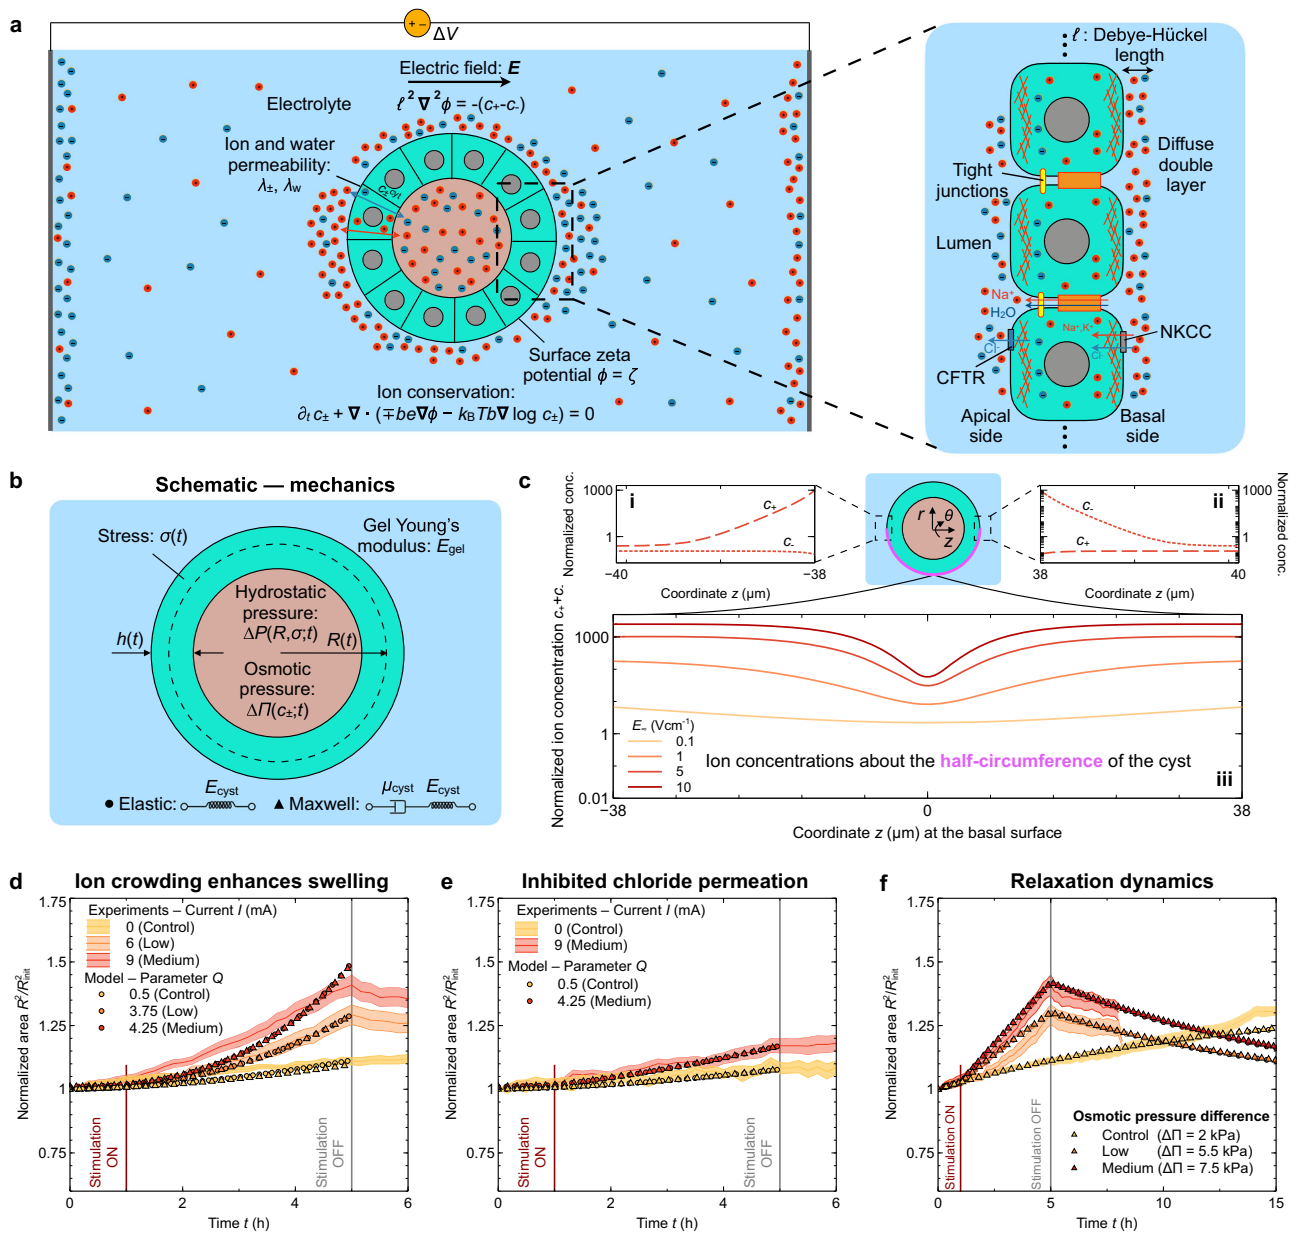 a
+ −
ΔV
Electric field: E
ℓ² ∇² ϕ = -(c₊-c₋)
Electrolyte
Ion and water
permeability:
λ±, λw
c±cyt
Surface zeta
potential ϕ = ζ
Ion conservation:
∂t c± + ∇ · (∓be∇ϕ − kBTb∇ log c±) = 0
ℓ : Debye-Hückel
length
Diffuse
double
layer
Tight
junctions
Lumen
Na⁺
H₂O
Na⁺,K⁺
Cl⁻
Cl⁻
NKCC
CFTR
Apical
side
Basal
side
b
Schematic — mechanics
Stress: σ(t)
Gel Young's
modulus: Egel
Hydrostatic
pressure:
ΔP(R,σ;t)
h(t)
R(t)
Osmotic
pressure:
ΔΠ(c±;t)
Elastic:
Ecyst
Maxwell:
μcyst
Ecyst
c
Normalized conc.
1000
1
i
c₊
c₋
−40
−38
Coordinate z (μm)
r
θ
z
ii
c₋
c₊
1000
1
Normalized conc.
38
40
Coordinate z (μm)
Normalized ion concentration c₊+c₋
1000
1
0.01
E∞ (Vcm⁻¹)
0.1
1
5
10
Ion concentrations about the half-circumference of the cyst
iii
−38
0
38
Coordinate z (μm) at the basal surface
d
Ion crowding enhances swelling
Normalized area R²/R²init
1.75
1.5
1.25
1
0.75
Experiments – Current I (mA)
0 (Control)
6 (Low)
9 (Medium)
Model – Parameter Q
0.5 (Control)
3.75 (Low)
4.25 (Medium)
Stimulation
ON
Stimulation
OFF
0
2
4
6
Time t (h)
e
Inhibited chloride permeation
Normalized area R²/R²init
1.75
1.5
1.25
1
0.75
Experiments – Current I (mA)
0 (Control)
9 (Medium)
Model – Parameter Q
0.5 (Control)
4.25 (Medium)
Stimulation
ON
Stimulation
OFF
0
2
4
6
Time t (h)
f
Relaxation dynamics
Normalized area R²/R²init
1.75
1.5
1.25
1
0.75
Stimulation ON
Stimulation OFF
Osmotic pressure difference
Control (ΔΠ = 2 kPa)
Low (ΔΠ = 5.5 kPa)
Medium (ΔΠ = 7.5 kPa)
0
5
10
15
Time t (h)